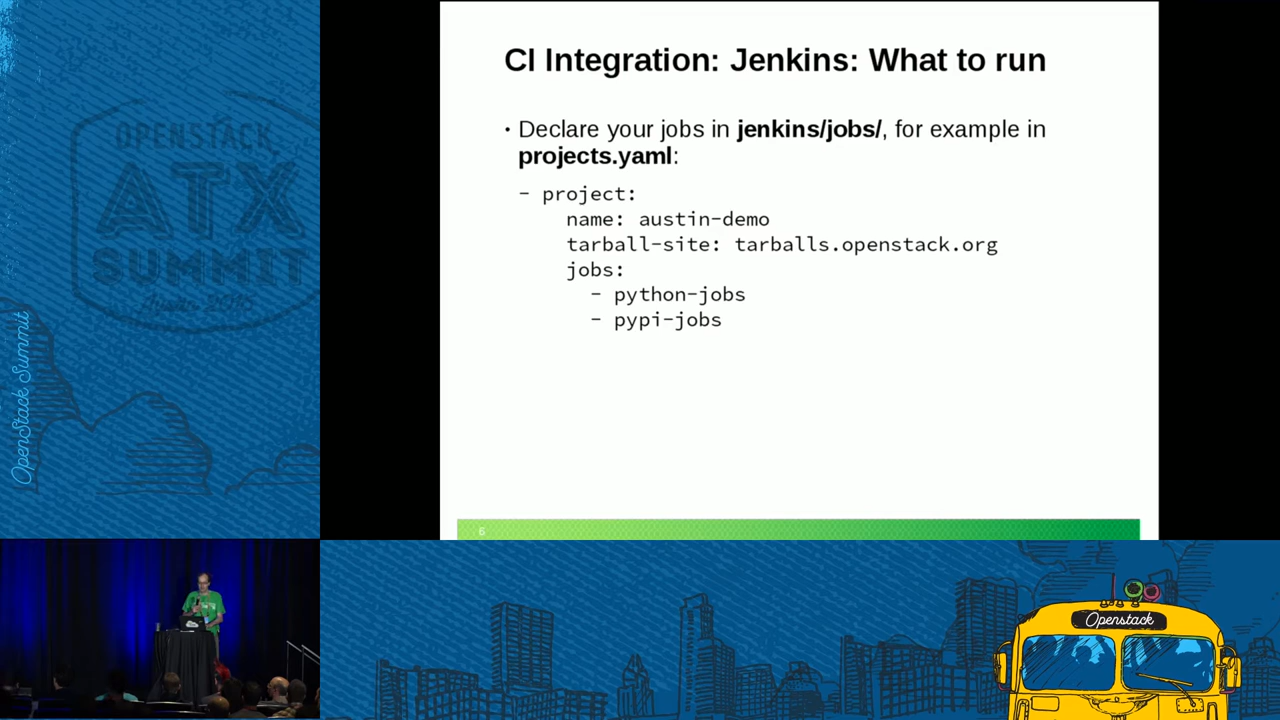 CI Integration: Jenkins: What to run
• Declare your jobs in jenkins/jobs/, for example in
projects.yaml:
- project:
name: austin-demo
tarball-site: tarballs.openstack.org
jobs:
- python-jobs
- pypi-jobs
6
OPENSTACK
ATX
SUMMIT
OpenStack Summit
Openstack